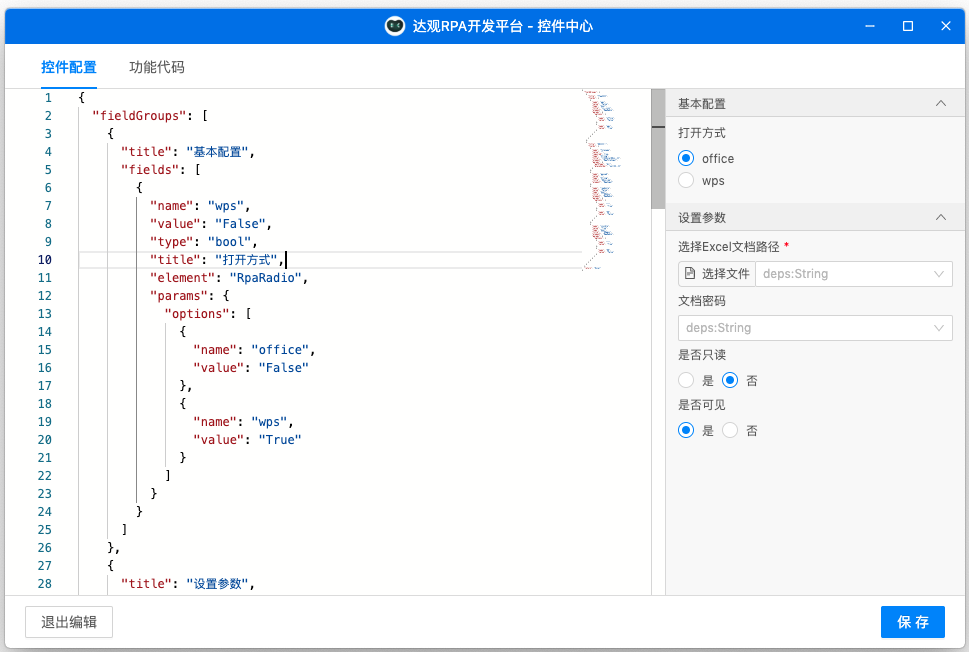 达观RPA开发平台 - 控件中心
控件配置 功能代码
1 {
2 "fieldGroups": [
3 {
4 "title": "基本配置",
5 "fields": [
6 {
7 "name": "wps",
8 "value": "False",
9 "type": "bool",
10 "title": "打开方式",
11 "element": "RpaRadio",
12 "params": {
13 "options": [
14 {
15 "name": "office",
16 "value": "False"
17 },
18 {
19 "name": "wps",
20 "value": "True"
21 }
22 ]
23 }
24 }
25 ]
26 },
27 {
28 "title": "设置参数",
基本配置
打开方式
office
wps
设置参数
选择Excel文档路径 *
选择文件 deps:String
文档密码
deps:String
是否只读
是 否
是否可见
是 否
退出编辑 保存